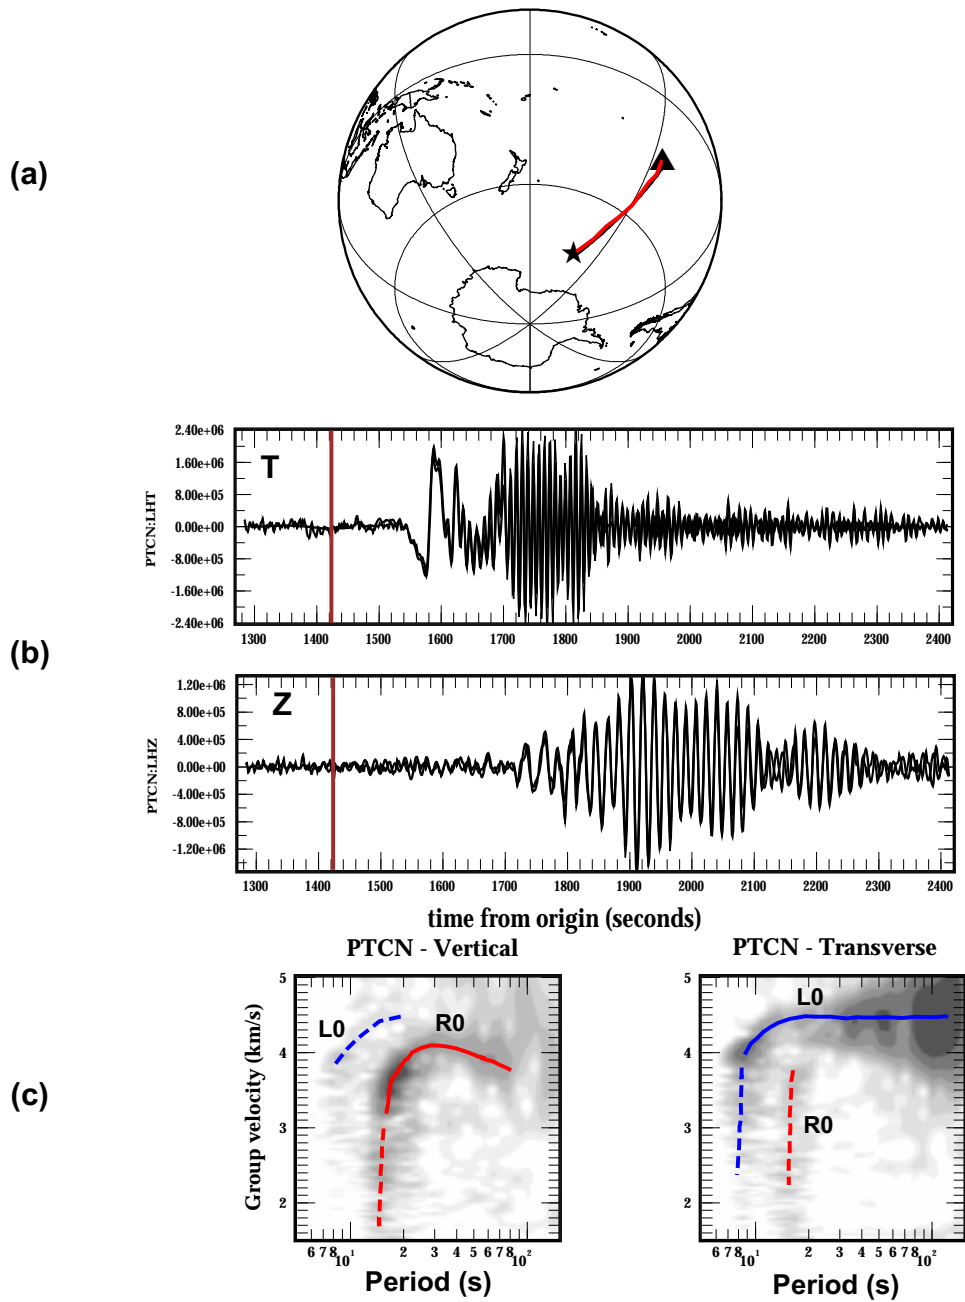 (a)
2.40e+06
1.60e+06
8.00e+05
0.00e+00
-8.00e+05
-1.60e+06
-2.40e+06
PTCN:LHT
T
1300 1400 1500 1600 1700 1800 1900 2000 2100 2200 2300 2400
(b)
1.20e+06
8.00e+05
4.00e+05
0.00e+00
-4.00e+05
-8.00e+05
-1.20e+06
PTCN:LHZ
Z
1300 1400 1500 1600 1700 1800 1900 2000 2100 2200 2300 2400
time from origin (seconds)
PTCN - Vertical
PTCN - Transverse
(c)
Group velocity (km/s)
5
4
3
2
L0
R0
6 7 8 10¹ 2 3 4 5 6 7 8 10²
Period (s)
5
4
3
2
L0
R0
6 7 8 10¹ 2 3 4 5 6 7 8 10²
Period (s)